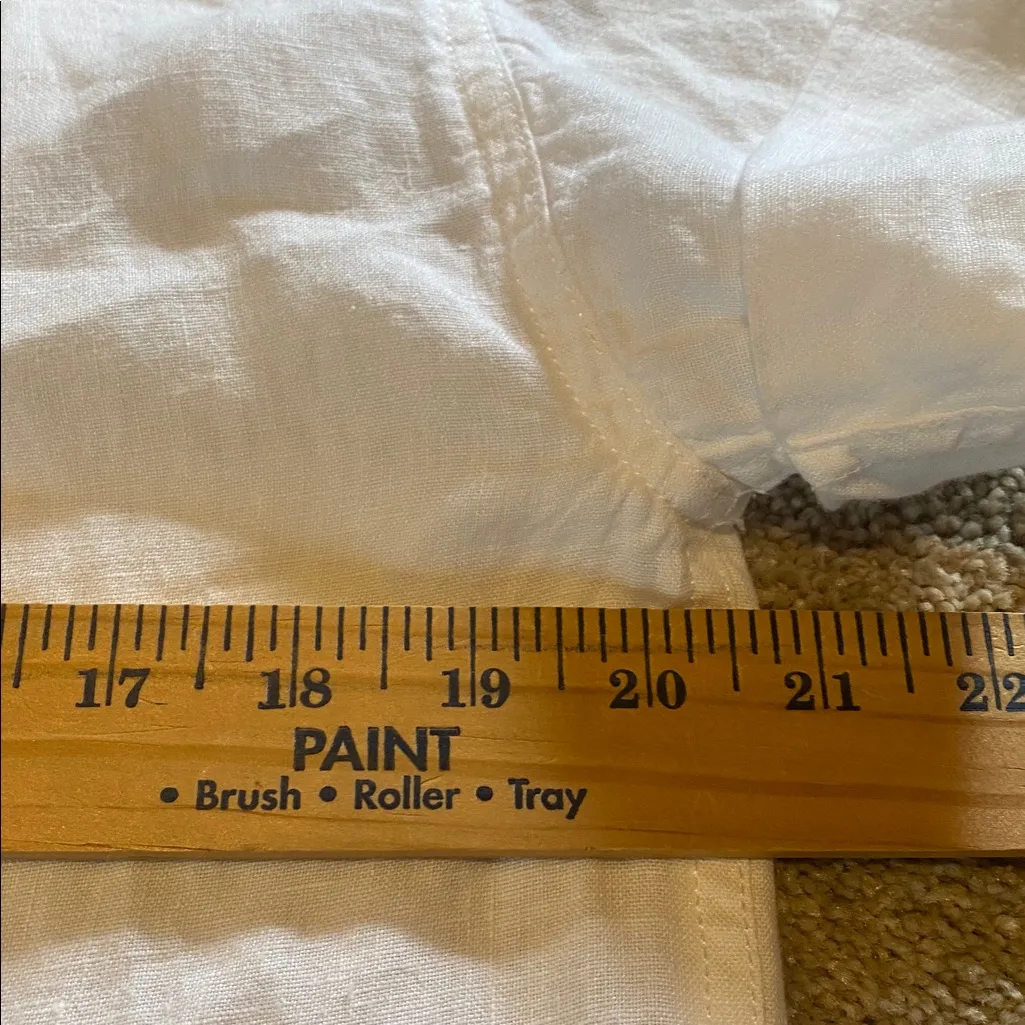 17 18 19 20 21 22
PAINT
• Brush • Roller • Tray